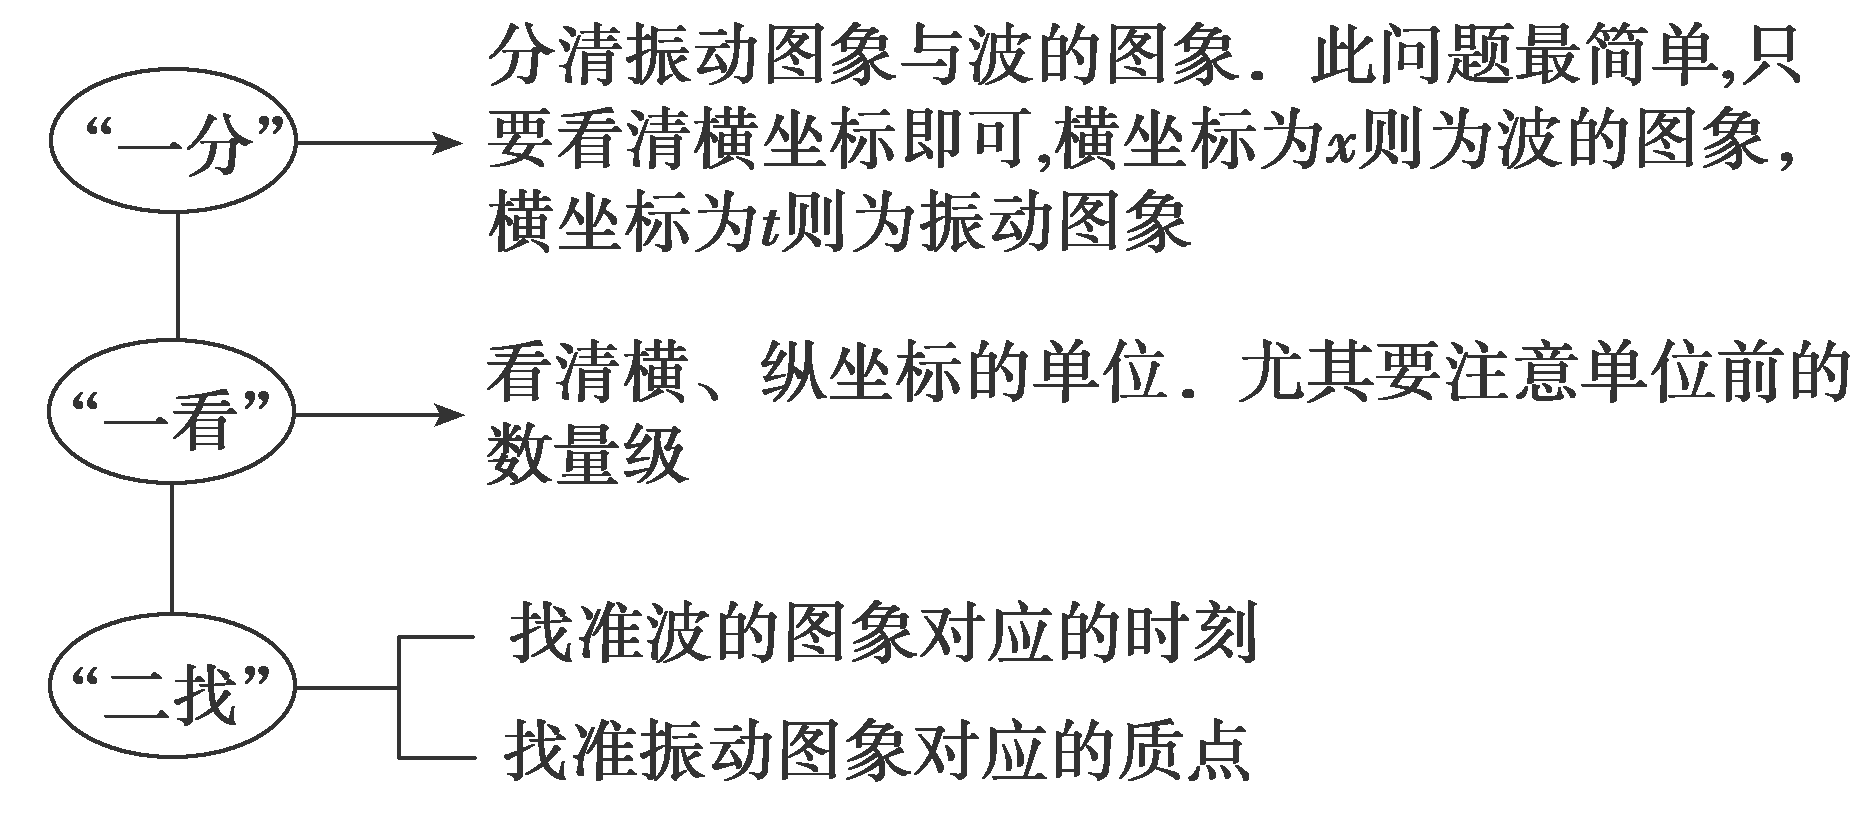 “一分”
分清振动图象与波的图象．此问题最简单,只
要看清横坐标即可,横坐标为x则为波的图象，
横坐标为t则为振动图象
“一看”
看清横、纵坐标的单位．尤其要注意单位前的
数量级
“二找”
找准波的图象对应的时刻
找准振动图象对应的质点